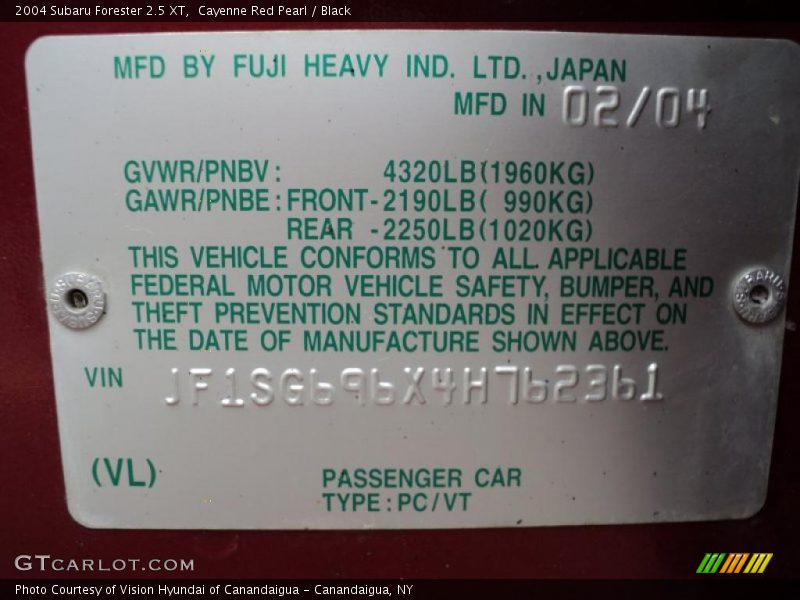 2004 Subaru Forester 2.5 XT,  Cayenne Red Pearl / Black
MFD BY FUJI HEAVY IND. LTD., JAPAN
MFD IN 02/04
GVWR/PNBV: 4320LB(1960KG)
GAWR/PNBE: FRONT-2190LB( 990KG)
REAR -2250LB(1020KG)
THIS VEHICLE CONFORMS TO ALL APPLICABLE
FEDERAL MOTOR VEHICLE SAFETY, BUMPER, AND
THEFT PREVENTION STANDARDS IN EFFECT ON
THE DATE OF MANUFACTURE SHOWN ABOVE.
VIN JF1SG696X4H762361
(VL) PASSENGER CAR
TYPE: PC/VT
GTCARLOT.COM
Photo Courtesy of Vision Hyundai of Canandaigua - Canandaigua, NY